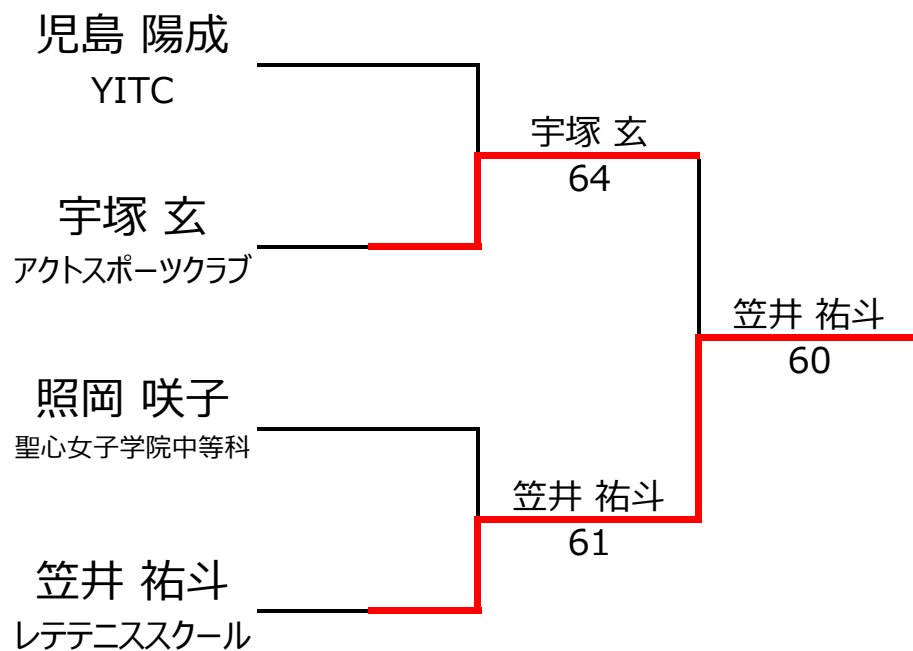 児島 陽成
YITC
宇塚 玄
64
宇塚 玄
アクトスポーツクラブ
笠井 祐斗
60
照岡 咲子
聖心女子学院中等科
笠井 祐斗
61
笠井 祐斗
レテテニススクール